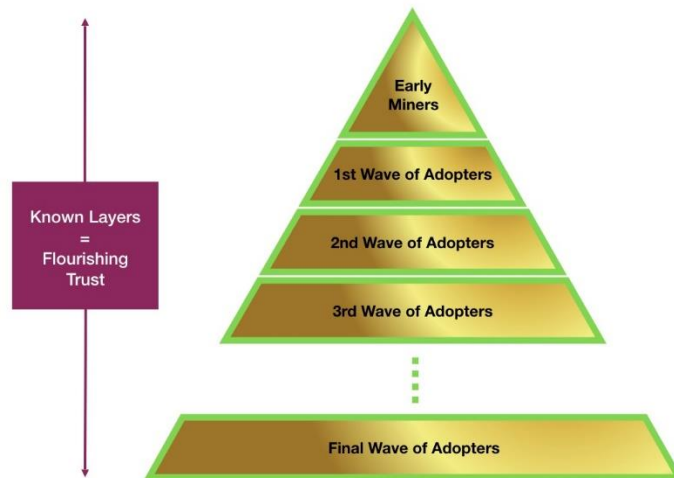 Early
Miners
1st Wave of Adopters
Known Layers
=
Flourishing
Trust
2nd Wave of Adopters
3rd Wave of Adopters
Final Wave of Adopters